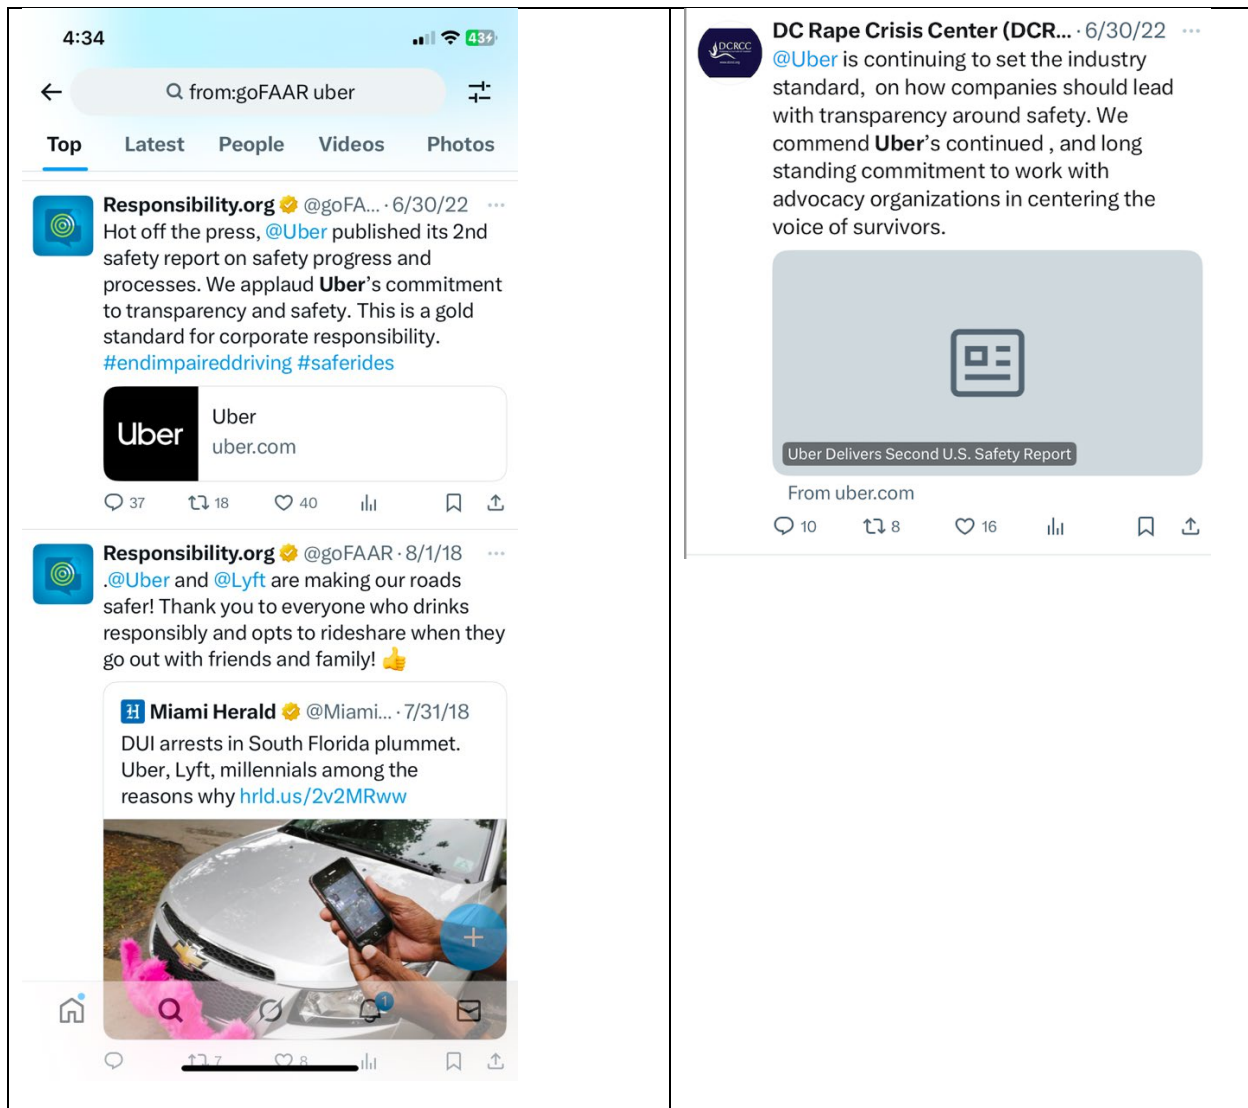 4:34
43
from:goFAAR uber
Top Latest People Videos Photos
Responsibility.org @goFA... · 6/30/22 ···
Hot off the press, @Uber published its 2nd
safety report on safety progress and
processes. We applaud Uber's commitment
to transparency and safety. This is a gold
standard for corporate responsibility.
#endimpaireddriving #saferides
Uber
Uber
uber.com
37 18 40
Responsibility.org @goFAAR · 8/1/18 ···
.@Uber and @Lyft are making our roads
safer! Thank you to everyone who drinks
responsibly and opts to rideshare when they
go out with friends and family! 👍
H Miami Herald @Miami... · 7/31/18
DUI arrests in South Florida plummet.
Uber, Lyft, millennials among the
reasons why hrld.us/2v2MRww
1
7 8
DCRCC
DC Rape Crisis Center (DCR... · 6/30/22 ···
@Uber is continuing to set the industry
standard,  on how companies should lead
with transparency around safety. We
commend Uber's continued , and long
standing commitment to work with
advocacy organizations in centering the
voice of survivors.
Uber Delivers Second U.S. Safety Report
From uber.com
10 8 16